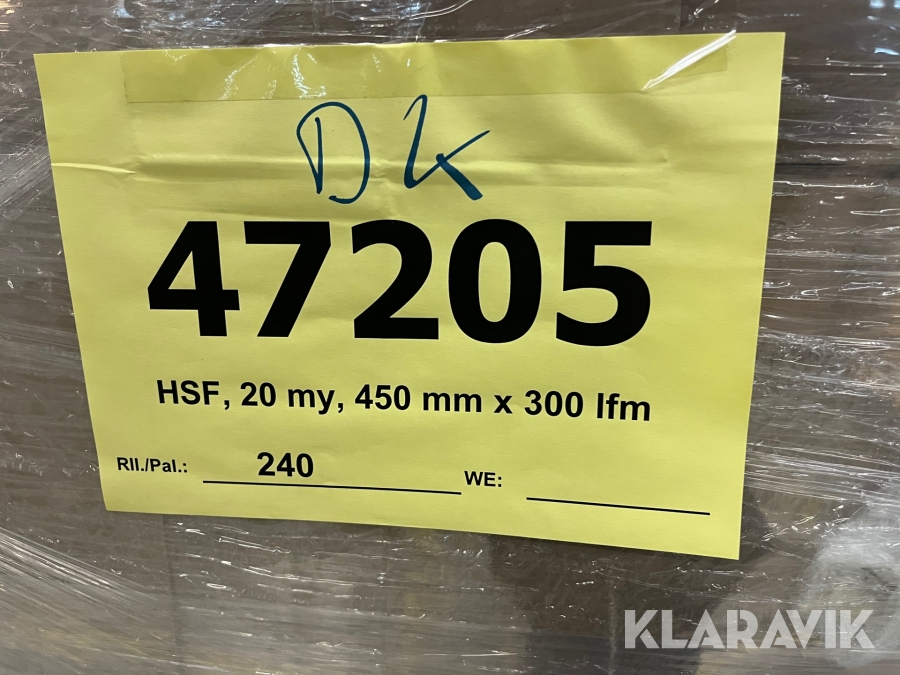 DK
47205
HSF, 20 my, 450 mm x 300 lfm
Rll./Pal.: 240 WE:
KLARAVIK